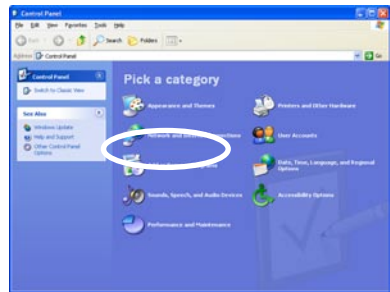 Control Panel
File Edit View Favorites Tools Help
Search Folders
Address Control Panel
Control Panel
Switch to Classic View
See Also
Windows Update
Help and Support
Other Control Panel
Options
Pick a category
Appearance and Themes
Printers and Other Hardware
Network and
User Accounts
Date, Time, Language, and Regional
Options
Sounds, Speech, and Audio Devices
Accessibility Options
Performance and Maintenance